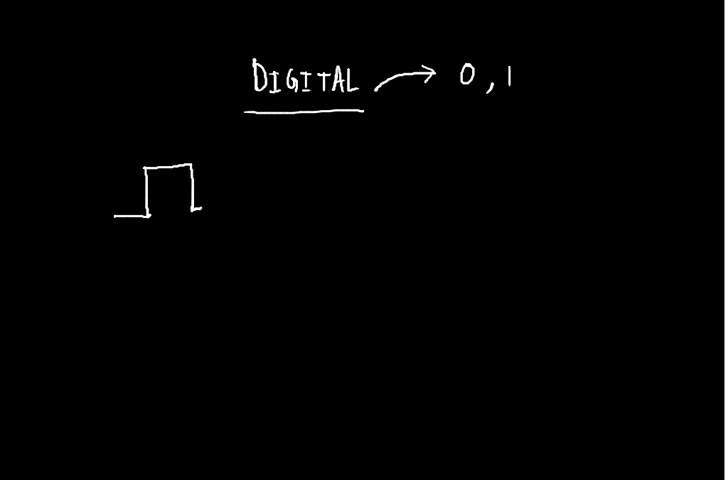 DIGITAL → 0, 1